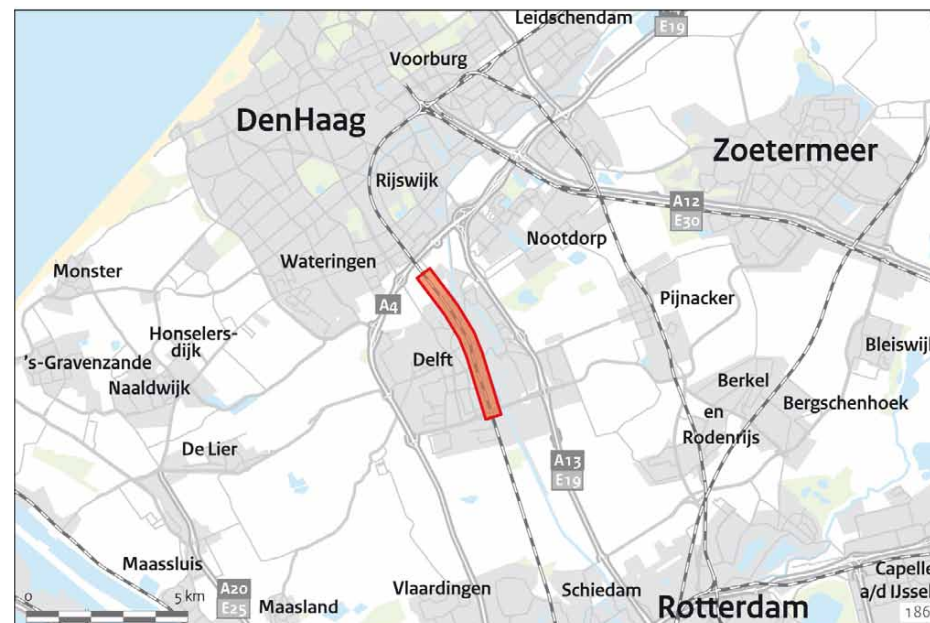 Leidschendam
E19
Voorburg
DenHaag
Zoetermeer
Rijswijk
A12
E30
Nootdorp
Wateringen
Monster
A4
Pijnacker
Honselers-
dijk
's-Gravenzande
Delft
Bleiswijk
Naaldwijk
Berkel
en
Rodenrijs
Bergschenhoek
De Lier
A13
E19
Maassluis
A20
E25
Vlaardingen
Schiedam
Capelle
a/d IJssel
0
5 km
Maasland
Rotterdam
186